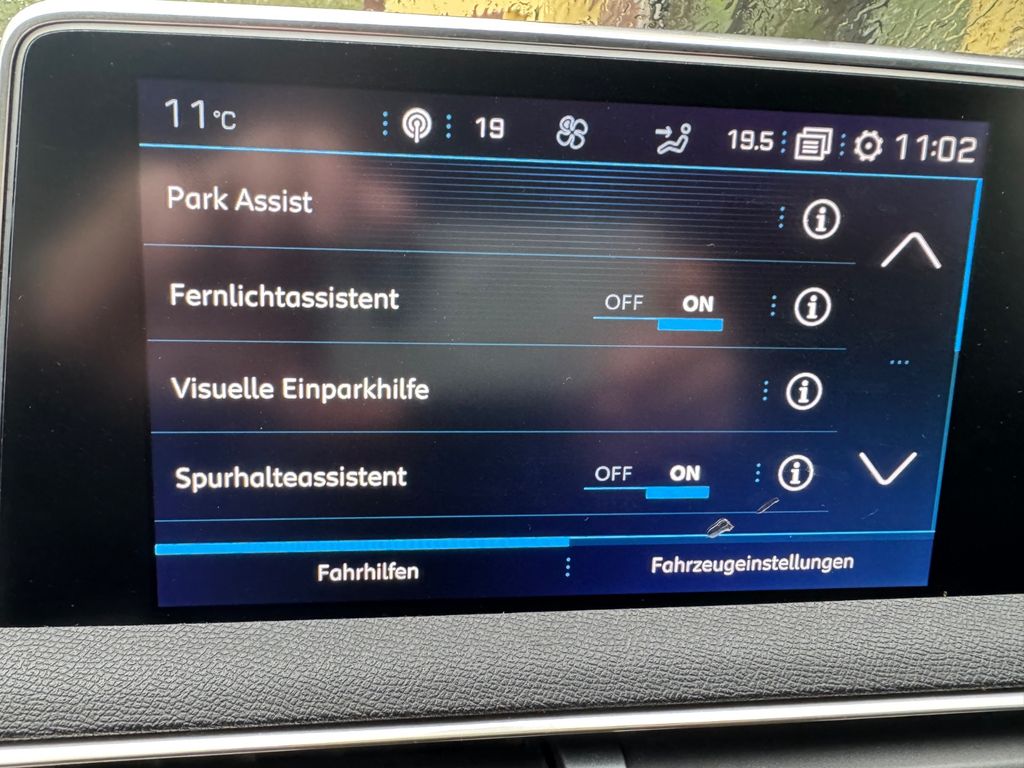 11°C 19 19.5 11:02
Park Assist
Fernlichtassistent OFF ON
Visuelle Einparkhilfe
Spurhalteassistent OFF ON
Fahrhilfen Fahrzeugeinstellungen